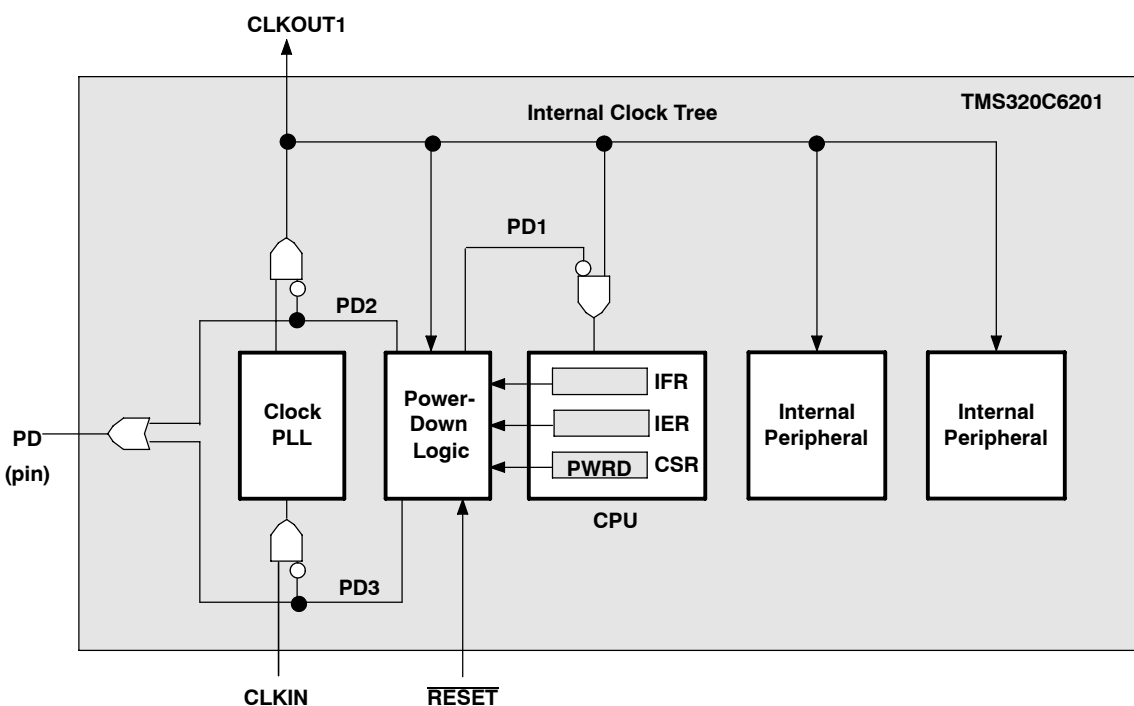 CLKOUT1
TMS320C6201
Internal Clock Tree
PD1
PD2
Clock
PLL
Power-
Down
Logic
IFR
IER
PWRD
CSR
CPU
Internal
Peripheral
Internal
Peripheral
PD
(pin)
PD3
CLKIN
RESET